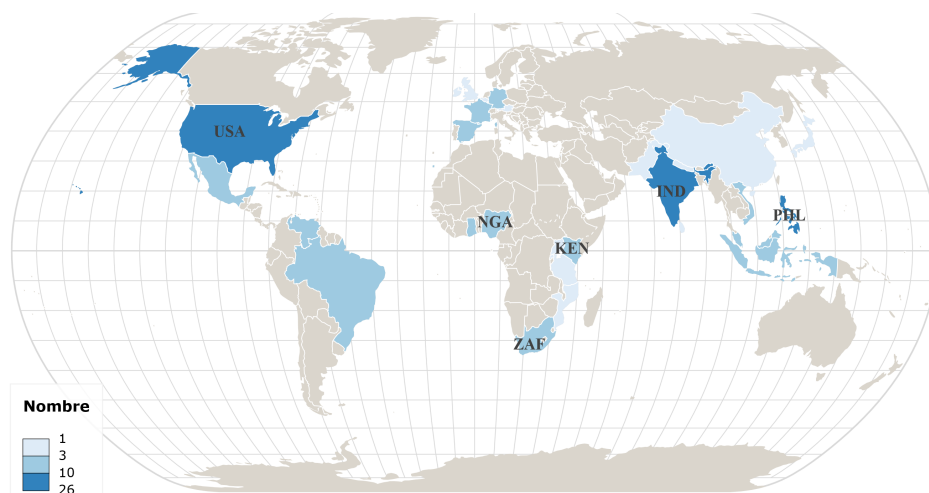 USA
IND
PHL
NGA
KEN
ZAF
Nombre
1
3
10
26